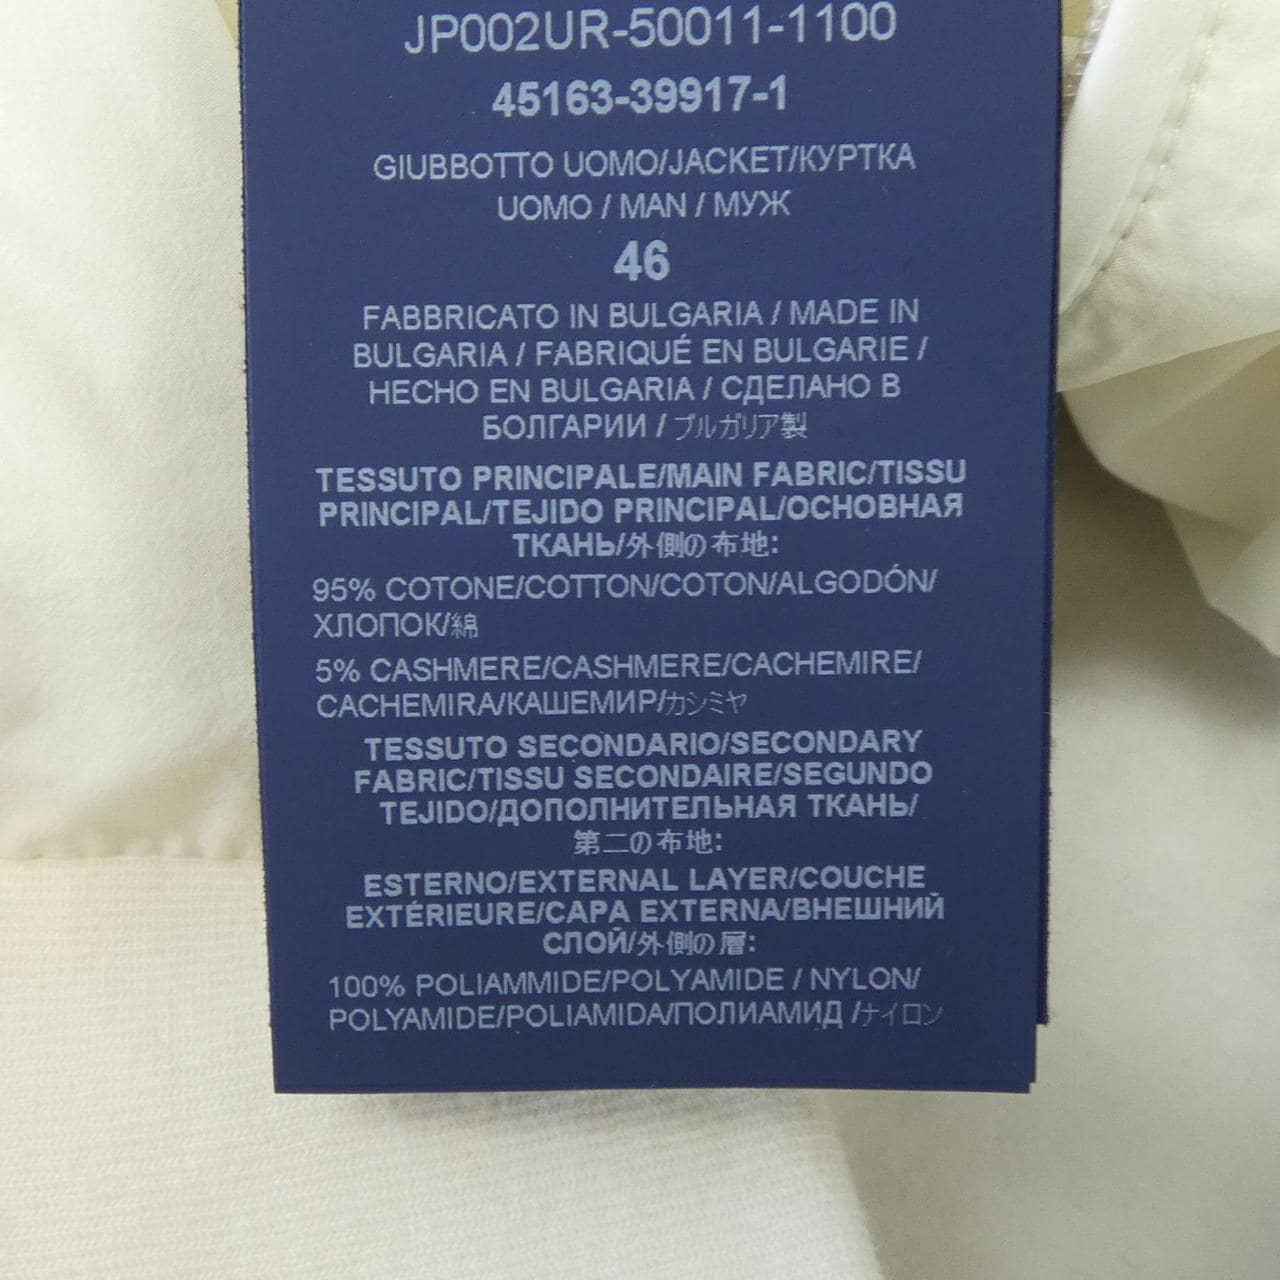 JP002UR-50011-1100
45163-39917-1
GIUBBOTTO UOMO/JACKET/КУРТКА
UOMO / MAN / МУЖ
46
FABBRICATO IN BULGARIA / MADE IN
BULGARIA / FABRIQUÉ EN BULGARIE /
HECHO EN BULGARIA / СДЕЛАНО В
БОЛГАРИИ / ブルガリア製
TESSUTO PRINCIPALE/MAIN FABRIC/TISSU
PRINCIPAL/TEJIDO PRINCIPAL/ОСНОВНАЯ
ТКАНЬ/外側の布地:
95% COTONE/COTTON/COTON/ALGODÓN/
ХЛОПОК/綿
5% CASHMERE/CASHMERE/CACHEMIRE/
CACHEMIRA/КАШЕМИР/カシミヤ
TESSUTO SECONDARIO/SECONDARY
FABRIC/TISSU SECONDAIRE/SEGUNDO
TEJIDO/ДОПОЛНИТЕЛЬНАЯ ТКАНЬ/
第二の布地:
ESTERNO/EXTERNAL LAYER/COUCHE
EXTÉRIEURE/CAPA EXTERNA/ВНЕШНИЙ
СЛОЙ/外側の層:
100% POLIAMMIDE/POLYAMIDE / NYLON/
POLYAMIDE/POLIAMIDA/ПОЛИАМИД /ナイロン